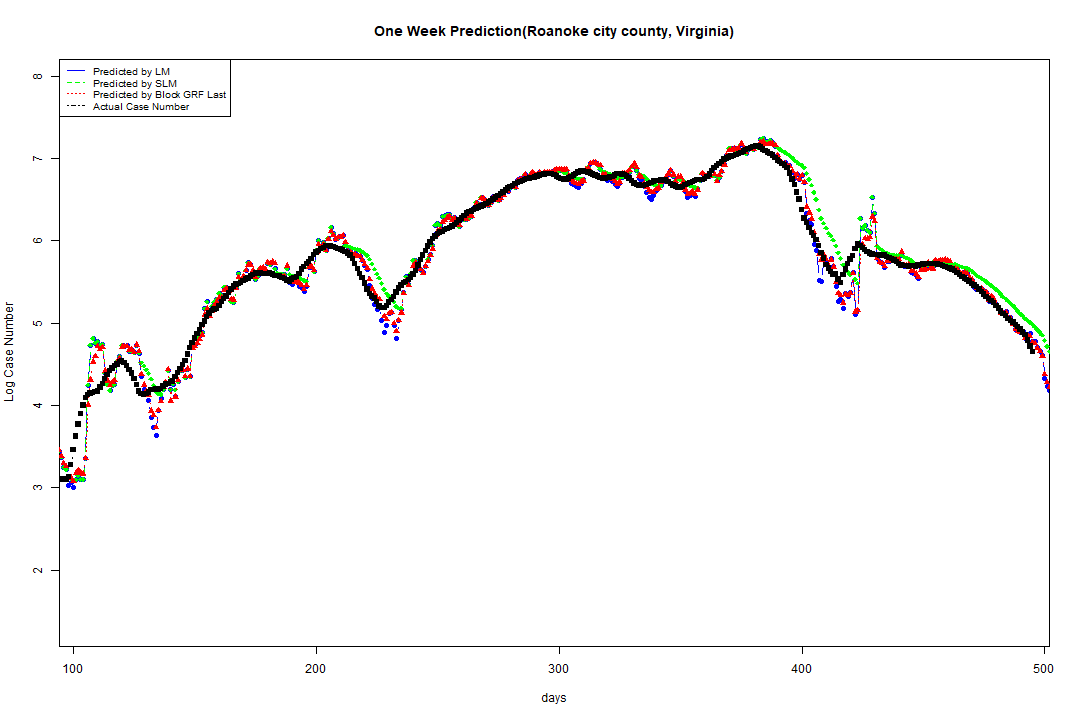 One Week Prediction(Roanoke city county, Virginia)
Predicted by LM
Predicted by SLM
Predicted by Block GRF Last
Actual Case Number
8
7
6
5
4
3
2
Log Case Number
100 200 300 400 500
days